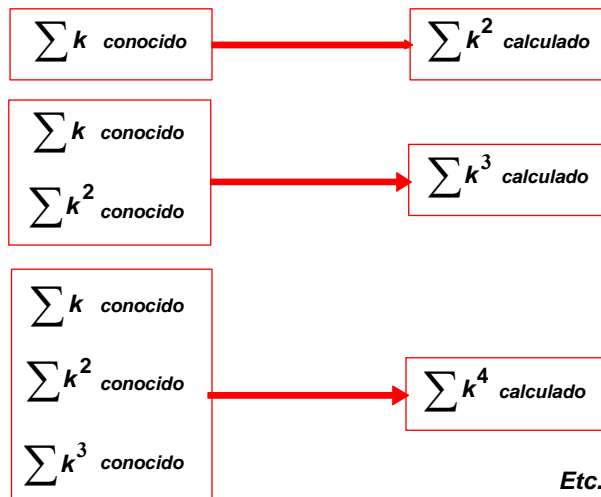 ∑ k conocido
∑ k² calculado
∑ k conocido
∑ k² conocido
∑ k³ calculado
∑ k conocido
∑ k² conocido
∑ k³ conocido
∑ k⁴ calculado
Etc.